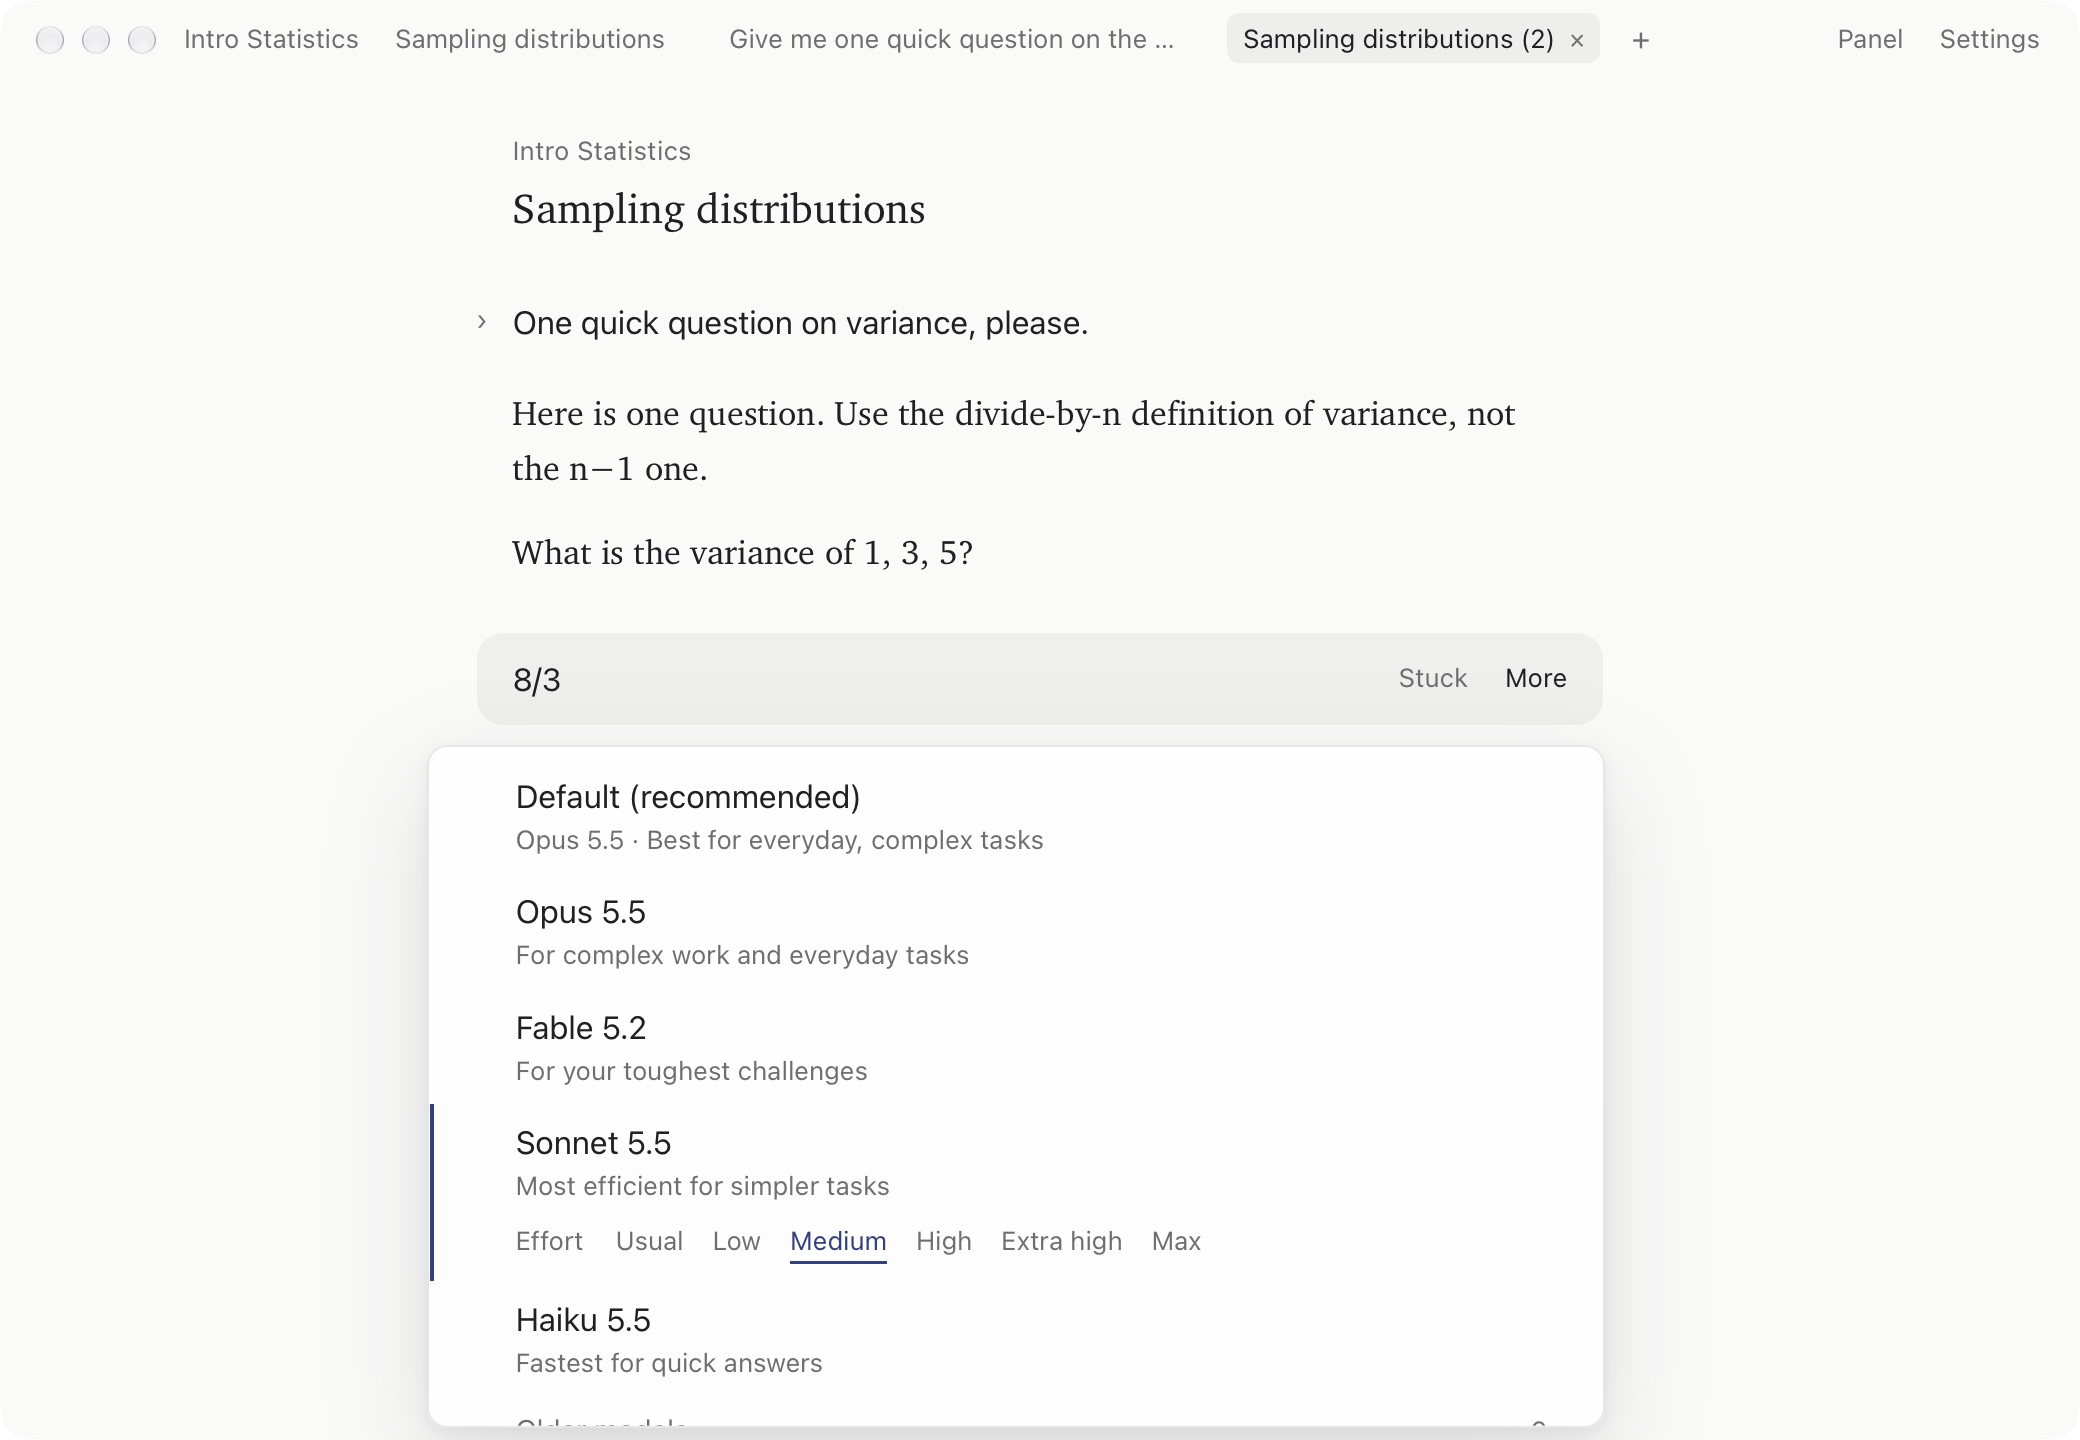 Intro Statistics
Sampling distributions
Give me one quick question on the ...
Sampling distributions (2) ×
+
Panel
Settings
Intro Statistics
Sampling distributions
› One quick question on variance, please.
Here is one question. Use the divide-by-n definition of variance, not
the n−1 one.
What is the variance of 1, 3, 5?
8/3
Stuck
More
Default (recommended)
Opus 5.5 · Best for everyday, complex tasks
Opus 5.5
For complex work and everyday tasks
Fable 5.2
For your toughest challenges
Sonnet 5.5
Most efficient for simpler tasks
Effort Usual Low Medium High Extra high Max
Haiku 5.5
Fastest for quick answers
Older models